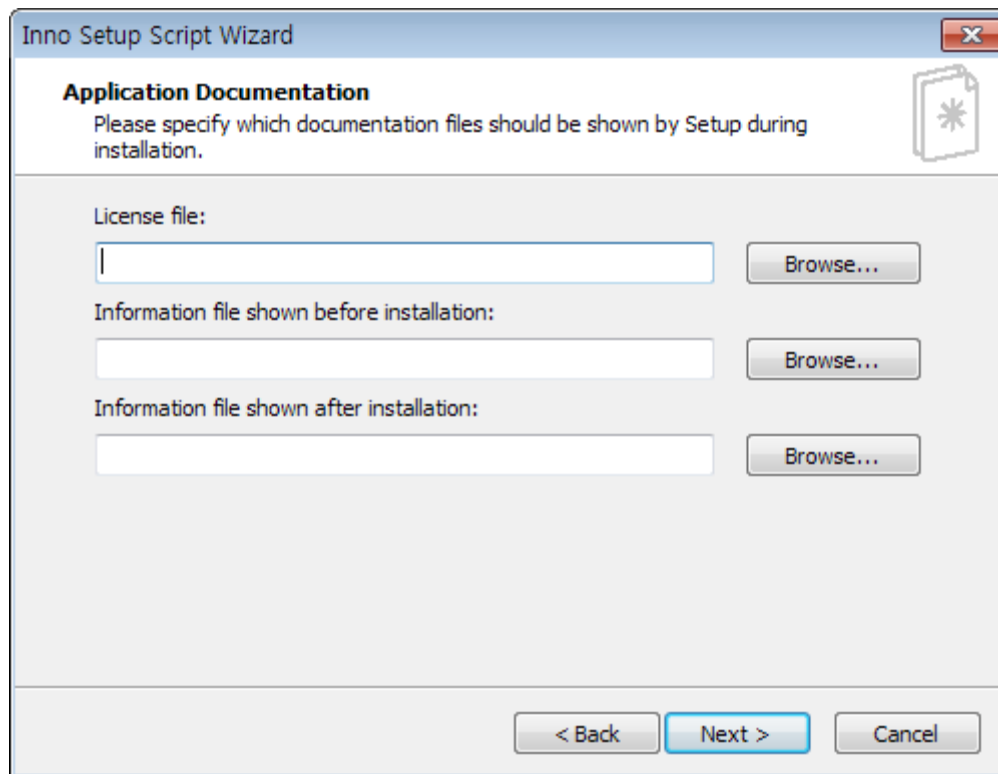 Inno Setup Script Wizard
Application Documentation
Please specify which documentation files should be shown by Setup during
installation.
License file:
Browse...
Information file shown before installation:
Browse...
Information file shown after installation:
Browse...
< Back
Next >
Cancel